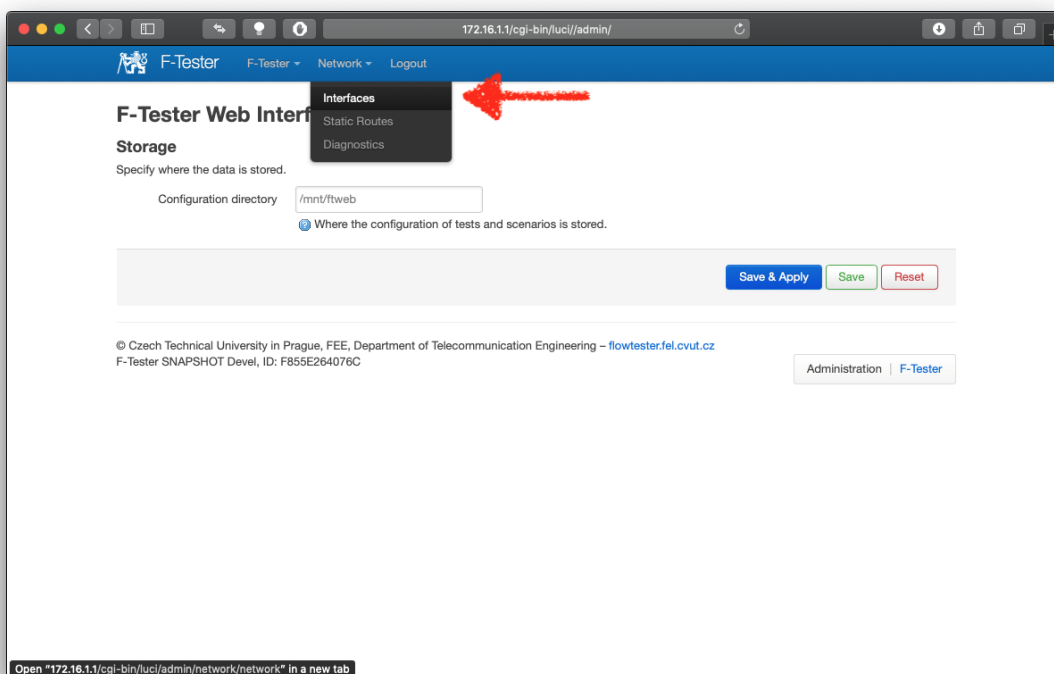 172.16.1.1/cgi-bin/luci//admin/
F-Tester F-Tester Network Logout
Interfaces
Static Routes
Diagnostics
F-Tester Web Interf
Storage
Specify where the data is stored.
Configuration directory /mnt/ftweb
Where the configuration of tests and scenarios is stored.
Save & Apply Save Reset
© Czech Technical University in Prague, FEE, Department of Telecommunication Engineering – flowtester.fel.cvut.cz
F-Tester SNAPSHOT Devel, ID: F855E264076C
Administration | F-Tester
Open "172.16.1.1/cgi-bin/luci/admin/network/network" in a new tab